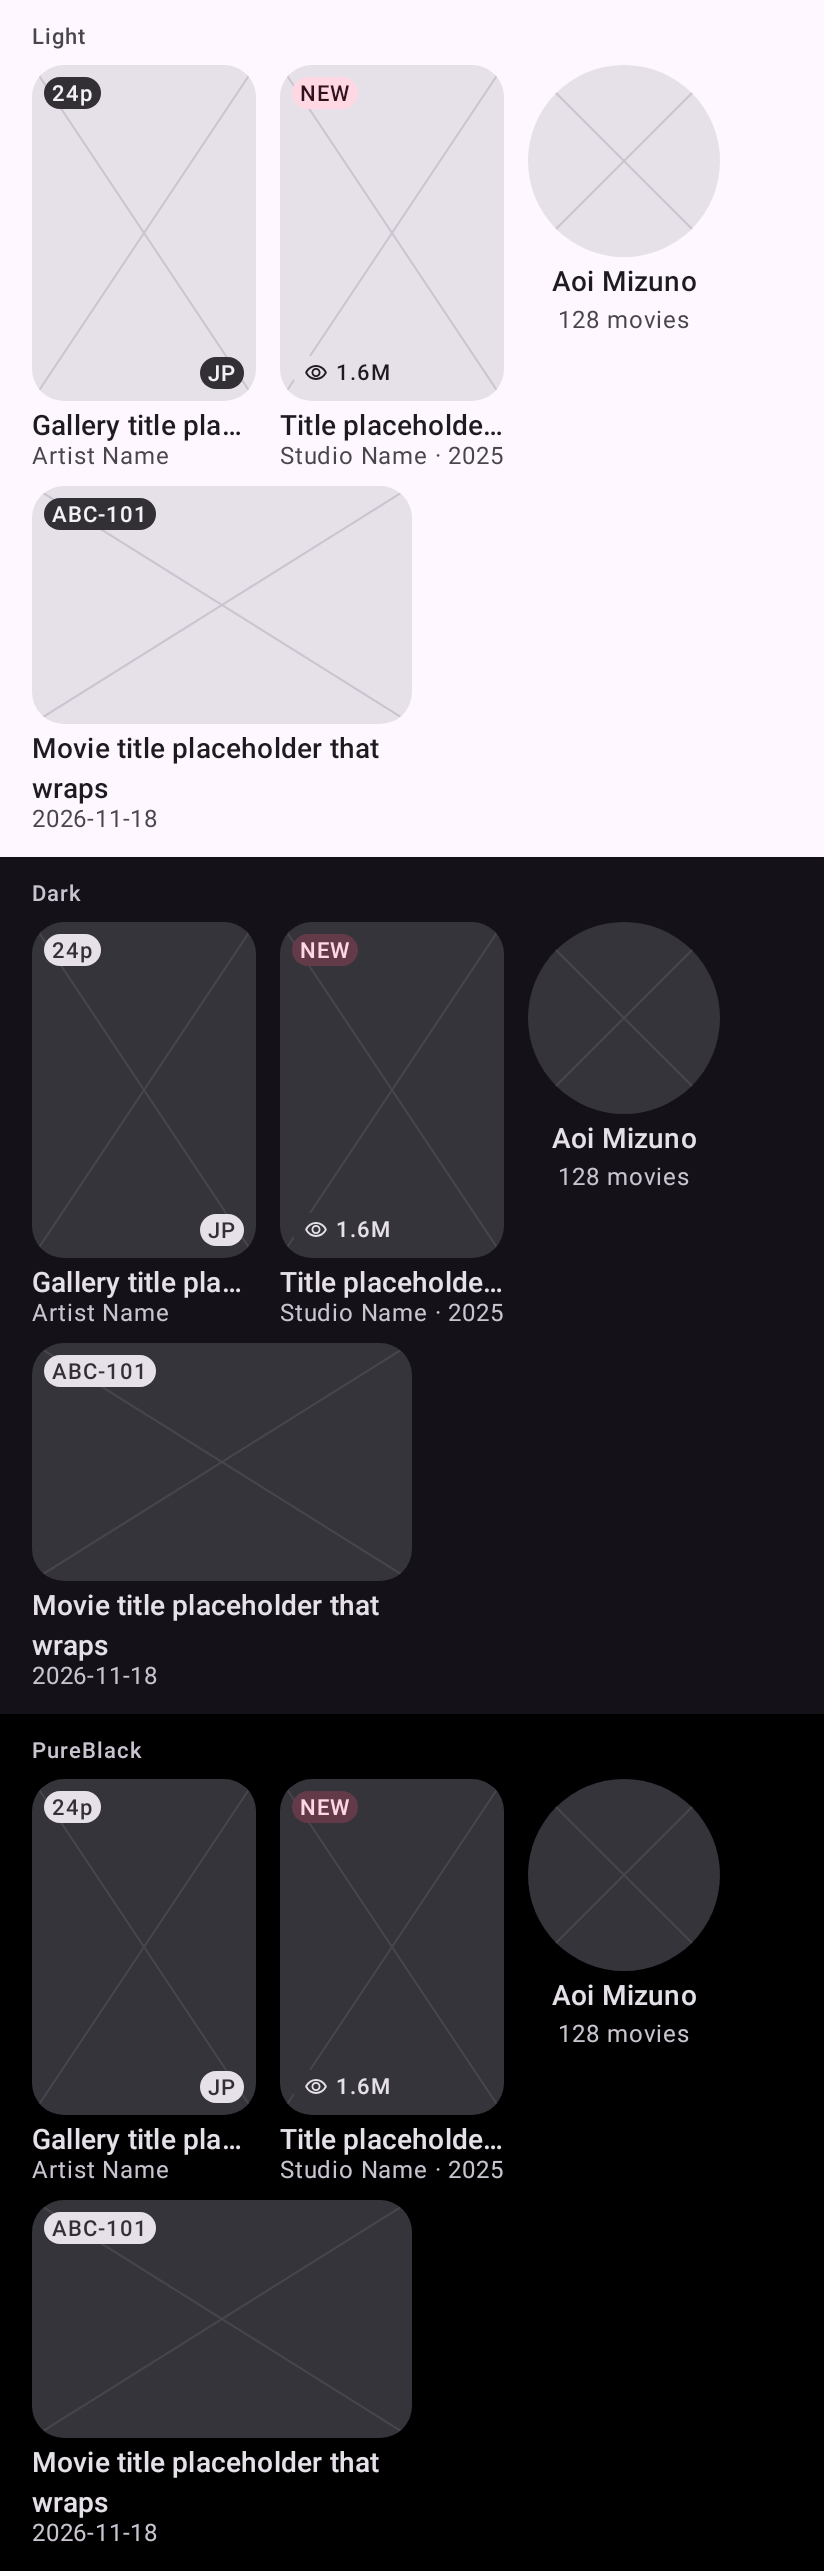 Light
24p
NEW
JP
1.6M
Aoi Mizuno
128 movies
Gallery title pla…
Artist Name
Title placeholde…
Studio Name · 2025
ABC-101
Movie title placeholder that
wraps
2026-11-18
Dark
24p
NEW
JP
1.6M
Aoi Mizuno
128 movies
Gallery title pla…
Artist Name
Title placeholde…
Studio Name · 2025
ABC-101
Movie title placeholder that
wraps
2026-11-18
PureBlack
24p
NEW
JP
1.6M
Aoi Mizuno
128 movies
Gallery title pla…
Artist Name
Title placeholde…
Studio Name · 2025
ABC-101
Movie title placeholder that
wraps
2026-11-18